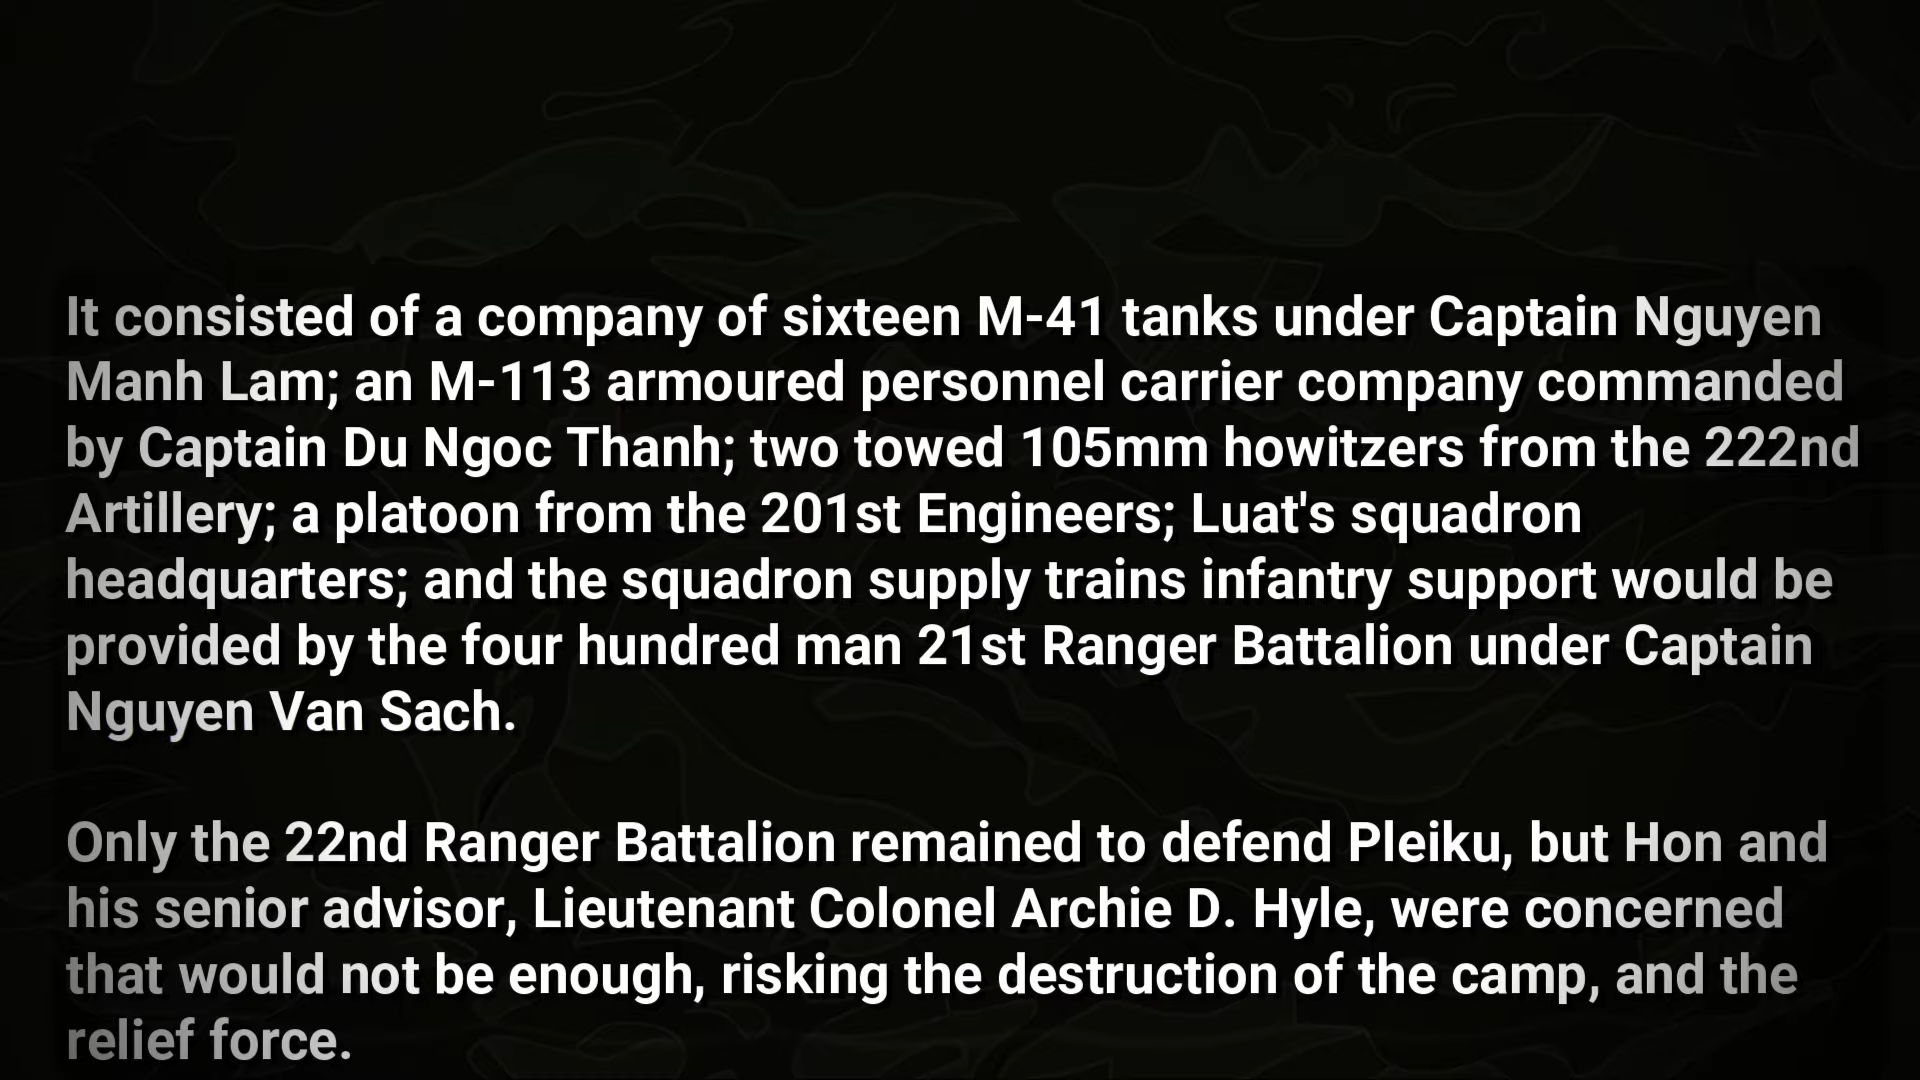 It consisted of a company of sixteen M-41 tanks under Captain Nguyen
Manh Lam; an M-113 armoured personnel carrier company commanded
by Captain Du Ngoc Thanh; two towed 105mm howitzers from the 222nd
Artillery; a platoon from the 201st Engineers; Luat's squadron
headquarters; and the squadron supply trains infantry support would be
provided by the four hundred man 21st Ranger Battalion under Captain
Nguyen Van Sach.
Only the 22nd Ranger Battalion remained to defend Pleiku, but Hon and
his senior advisor, Lieutenant Colonel Archie D. Hyle, were concerned
that would not be enough, risking the destruction of the camp, and the
relief force.